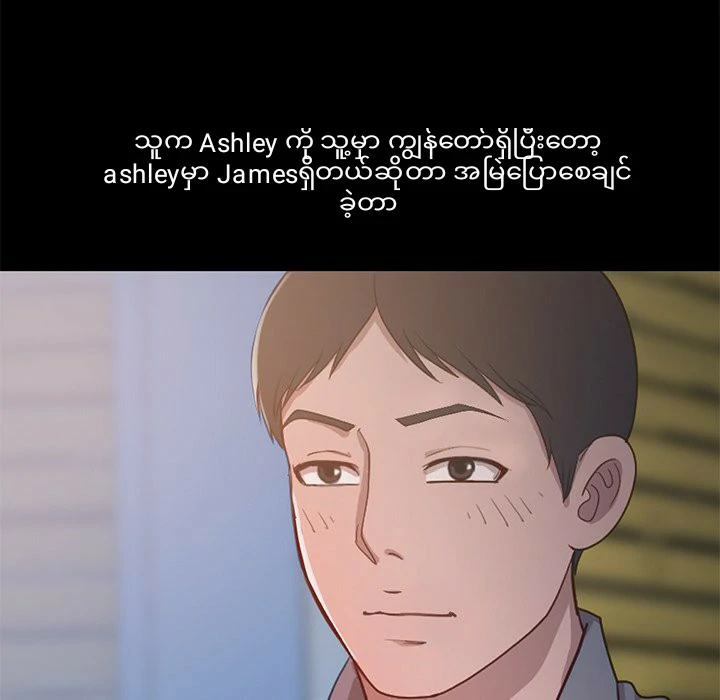 သူက Ashley ကို သူ့မှာ ကျွန်တော်ရှိပြီးတော့
ashleyမှာ Jamesရှိတယ်ဆိုတာ အမြဲပြောစေချင်
ခဲ့တာ